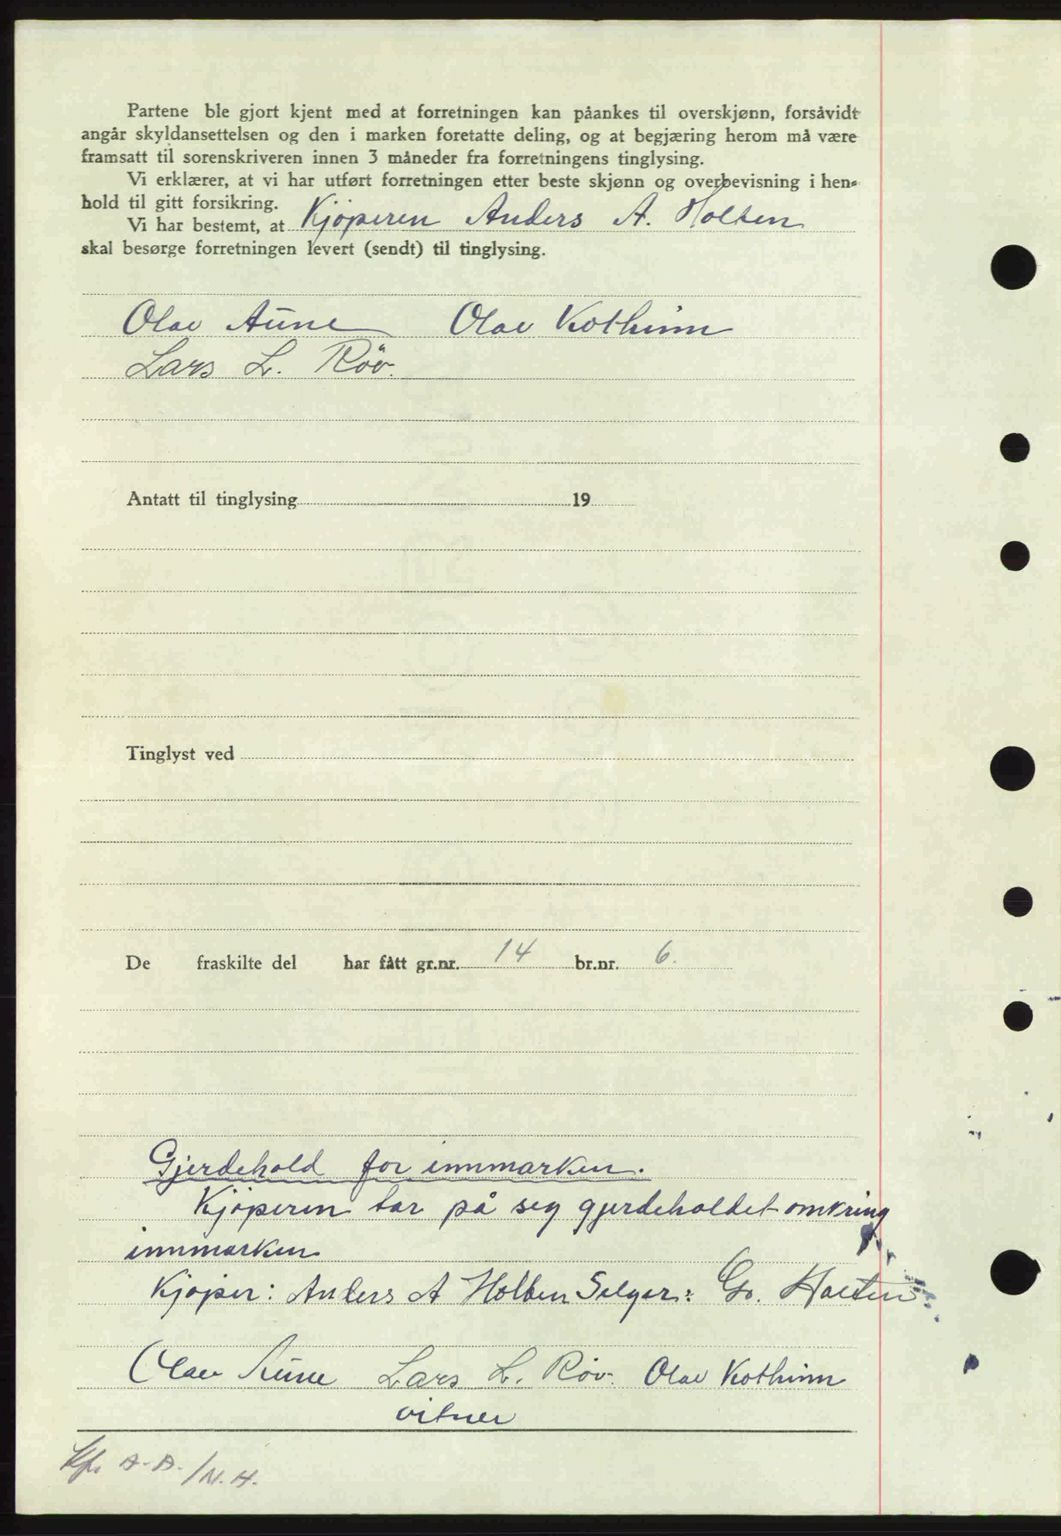 Partene ble gjort kjent med at forretningen kan påankes til overskjønn, forsåvidt
angår skyldansettelsen og den i marken foretatte deling, og at begjæring herom må være
framsatt til sorenskriveren innen 3 måneder fra forretningens tinglysing.
Vi erklærer, at vi har utført forretningen etter beste skjønn og overbevisning i hen-
hold til gitt forsikring.
Vi har bestemt, at Kjöperen Anders A. Holten
skal besørge forretningen levert (sendt) til tinglysing.
Olav Aune Olav Kothimn
Lars L. Röv.
Antatt til tinglysing 19
Tinglyst ved
De fraskilte del har fått gr.nr. 14 br.nr. 6.
Gjerdehold for innmarken.
Kjöperen tar på seg gjerdeholdet omkring
innmarken
Kjöper: Anders A Holten Selger: Go. Holten
Olav Aune Lars L. Röv. Olav Kothimn
vitner
A.A./N.H.